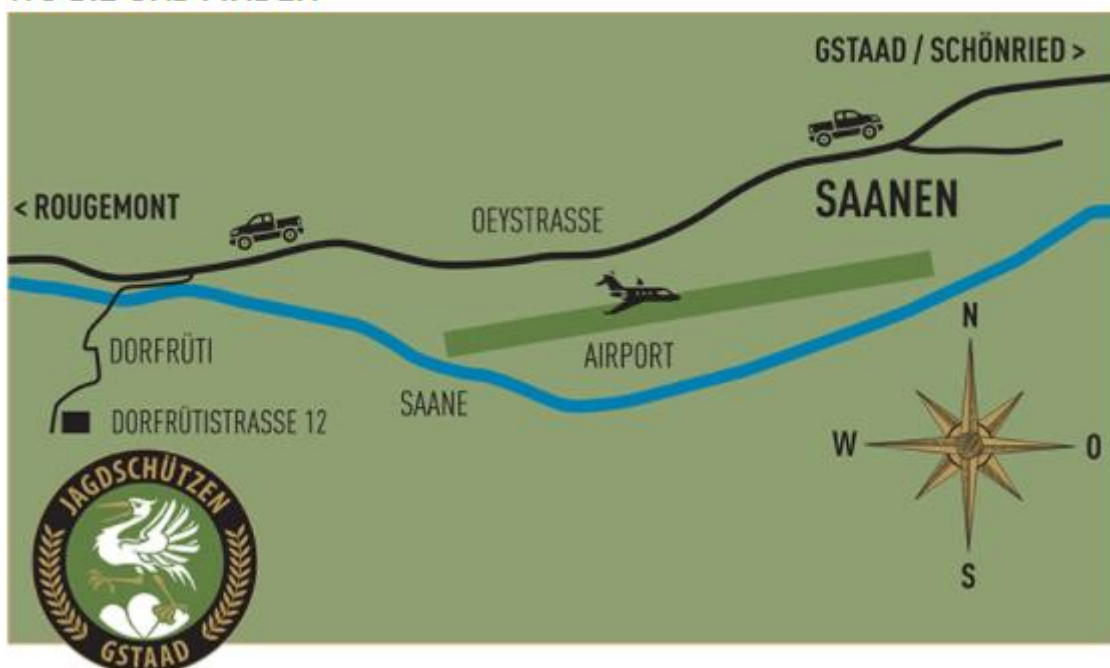 GSTAAD / SCHÖNRIED >
SAANEN
< ROUGEMONT
OEYSTRASSE
AIRPORT
DORFRÜTI
SAANE
DORFRÜTISTRASSE 12
N
W
O
S
JAGDSCHÜTZEN
GSTAAD